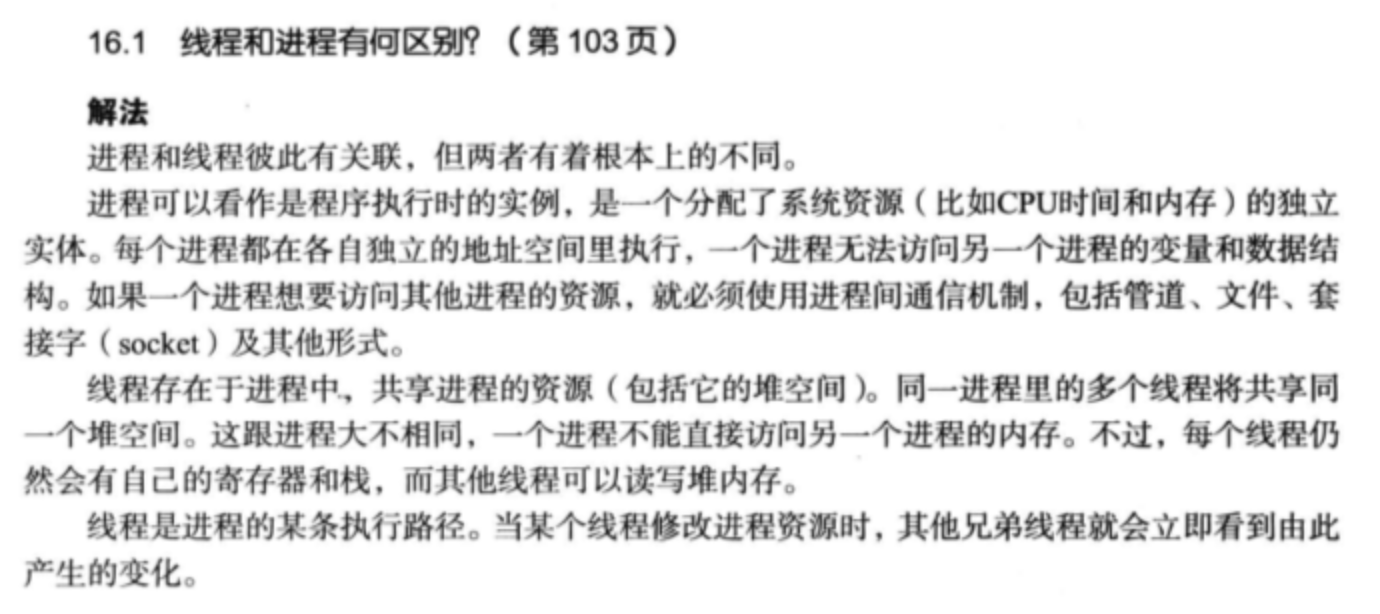 16.1 线程和进程有何区别？（第 103 页）
解法
进程和线程彼此有关联，但两者有着根本上的不同。
进程可以看作是程序执行时的实例，是一个分配了系统资源（比如CPU时间和内存）的独立
实体。每个进程都在各自独立的地址空间里执行，一个进程无法访问另一个进程的变量和数据结
构。如果一个进程想要访问其他进程的资源，就必须使用进程间通信机制，包括管道、文件、套
接字（socket）及其他形式。
线程存在于进程中，共享进程的资源（包括它的堆空间）。同一进程里的多个线程将共享同
一个堆空间。这跟进程大不相同，一个进程不能直接访问另一个进程的内存。不过，每个线程仍
然会有自己的寄存器和栈，而其他线程可以读写堆内存。
线程是进程的某条执行路径。当某个线程修改进程资源时，其他兄弟线程就会立即看到由此
产生的变化。